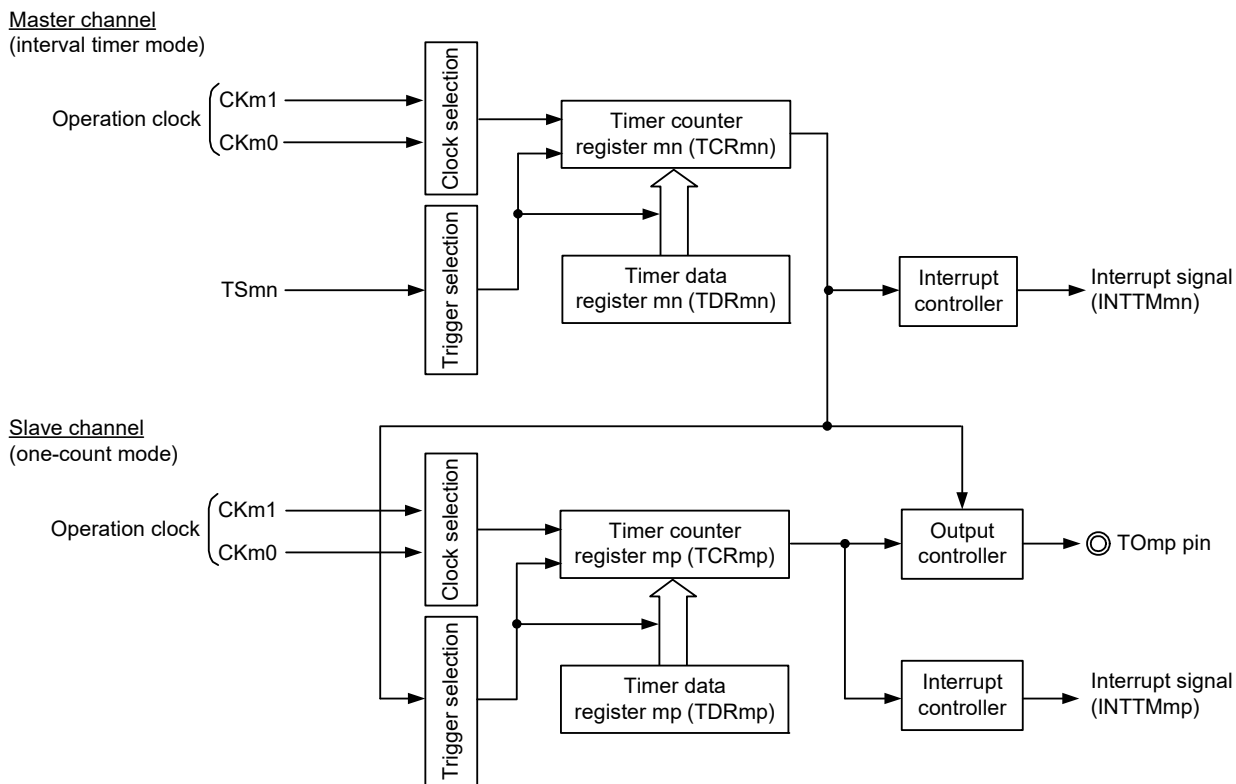 Master channel
(interval timer mode)
Operation clock
CKm1
CKm0
Clock selection
Timer counter
register mn (TCRmn)
TSmn
Trigger selection
Timer data
register mn (TDRmn)
Interrupt
controller
Interrupt signal
(INTTMmn)
Slave channel
(one-count mode)
Operation clock
CKm1
CKm0
Clock selection
Timer counter
register mp (TCRmp)
Output
controller
TOmp pin
Trigger selection
Timer data
register mp (TDRmp)
Interrupt
controller
Interrupt signal
(INTTMmp)